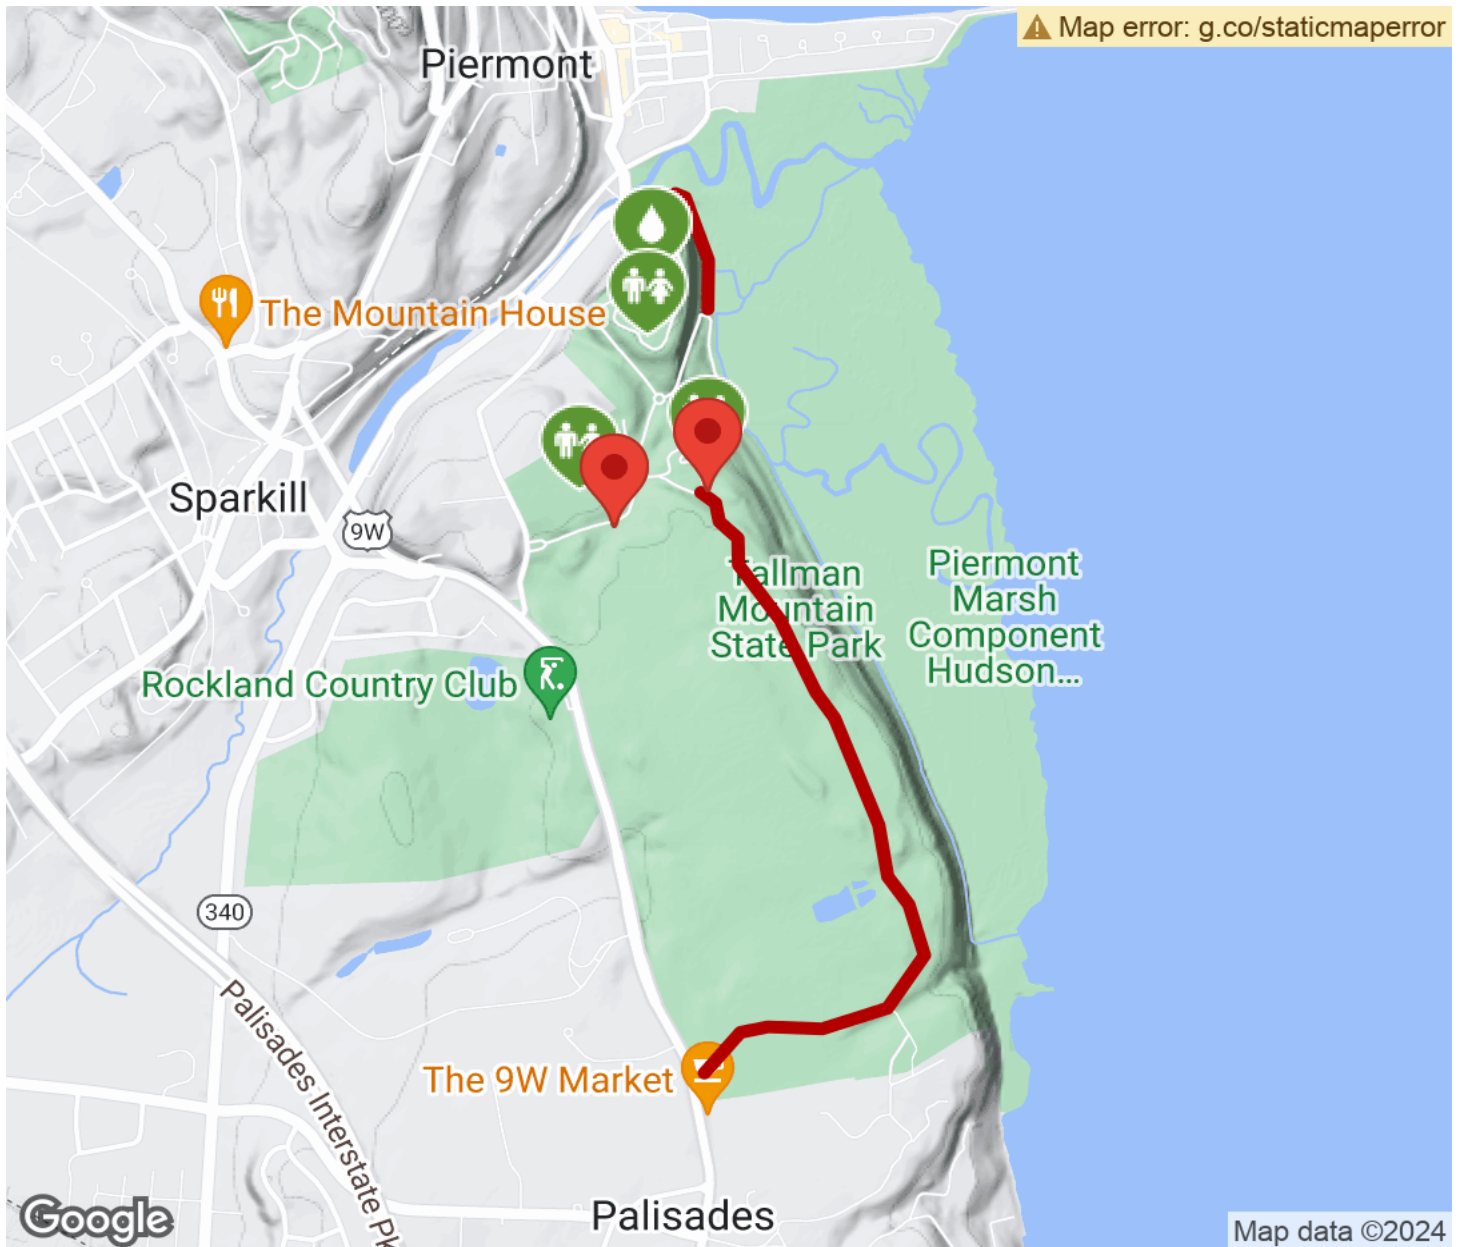 Map error: g.co/staticmaperror
Piermont
The Mountain House
Sparkill
9W
Tallman
Mountain
State Park
Piermont
Marsh
Component
Hudson...
Rockland Country Club
340
Palisades Interstate Pk
The 9W Market
Palisades
Google
Map data ©2024